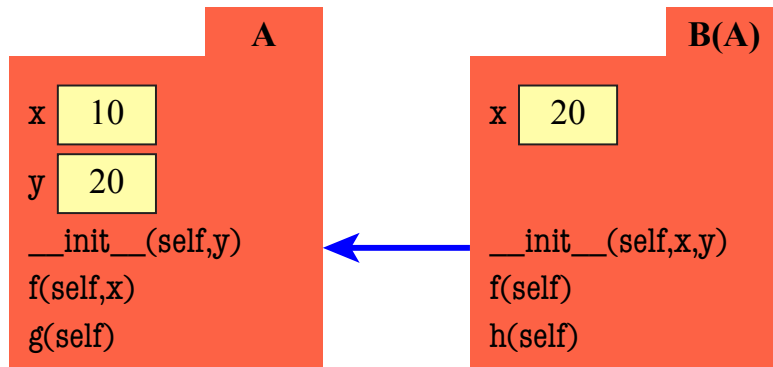 A
x 10
y 20
__init__(self,y)
f(self,x)
g(self)
B(A)
x 20
__init__(self,x,y)
f(self)
h(self)